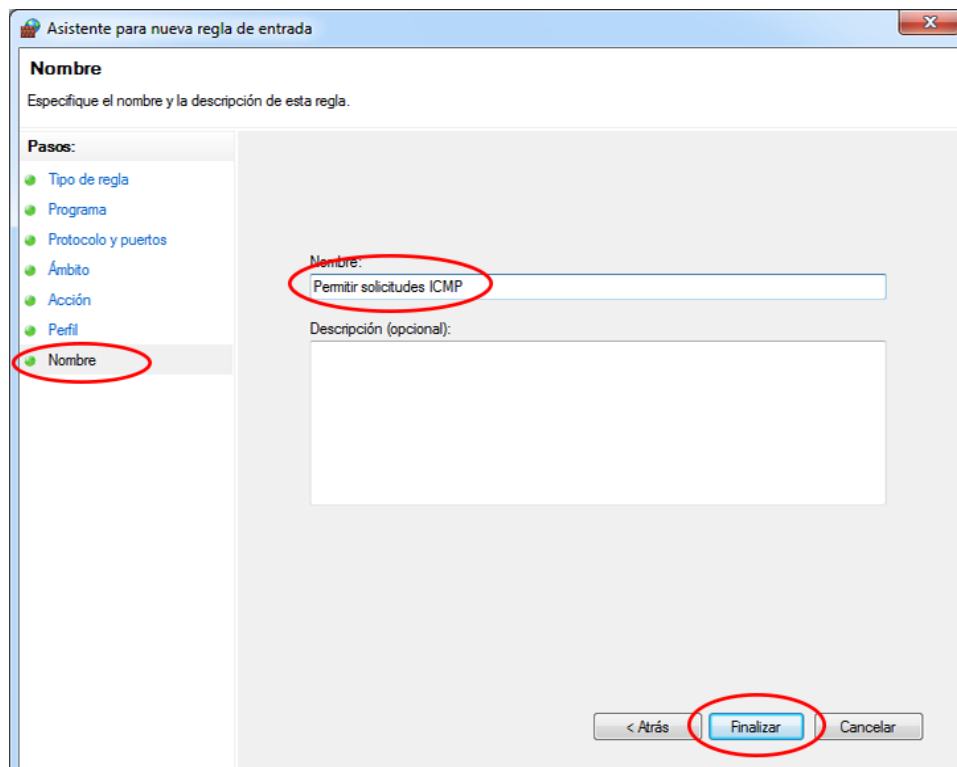 Asistente para nueva regla de entrada
Nombre
Especifique el nombre y la descripción de esta regla.
Pasos:
Tipo de regla
Programa
Protocolo y puertos
Ámbito
Acción
Perfil
Nombre
Nombre:
Permitir solicitudes ICMP
Descripción (opcional):
< Atrás
Finalizar
Cancelar